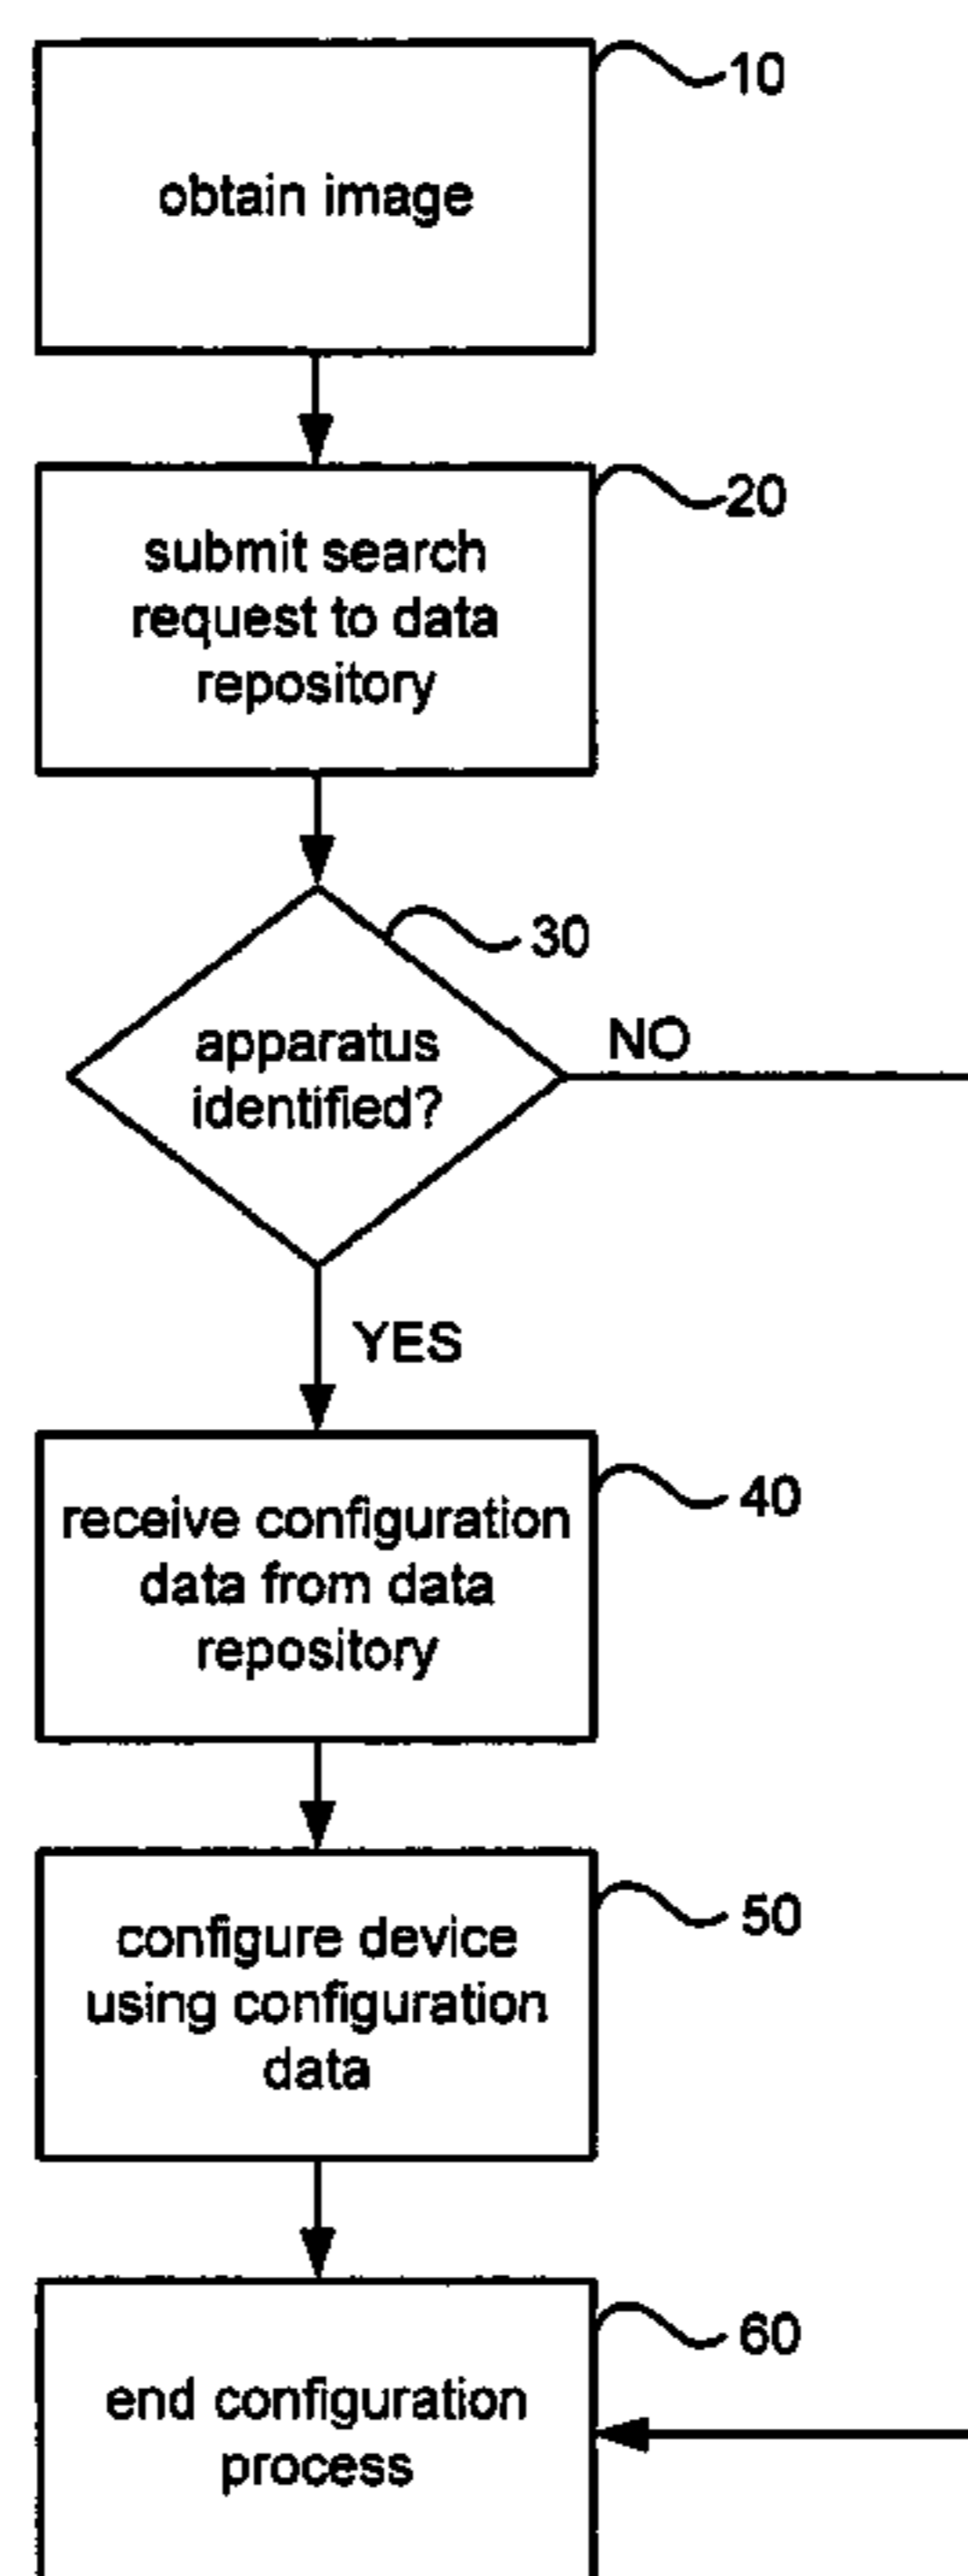 10
obtain image
20
submit search
request to data
repository
30
apparatus
identified?
NO
YES
40
receive configuration
data from data
repository
50
configure device
using configuration
data
60
end configuration
process